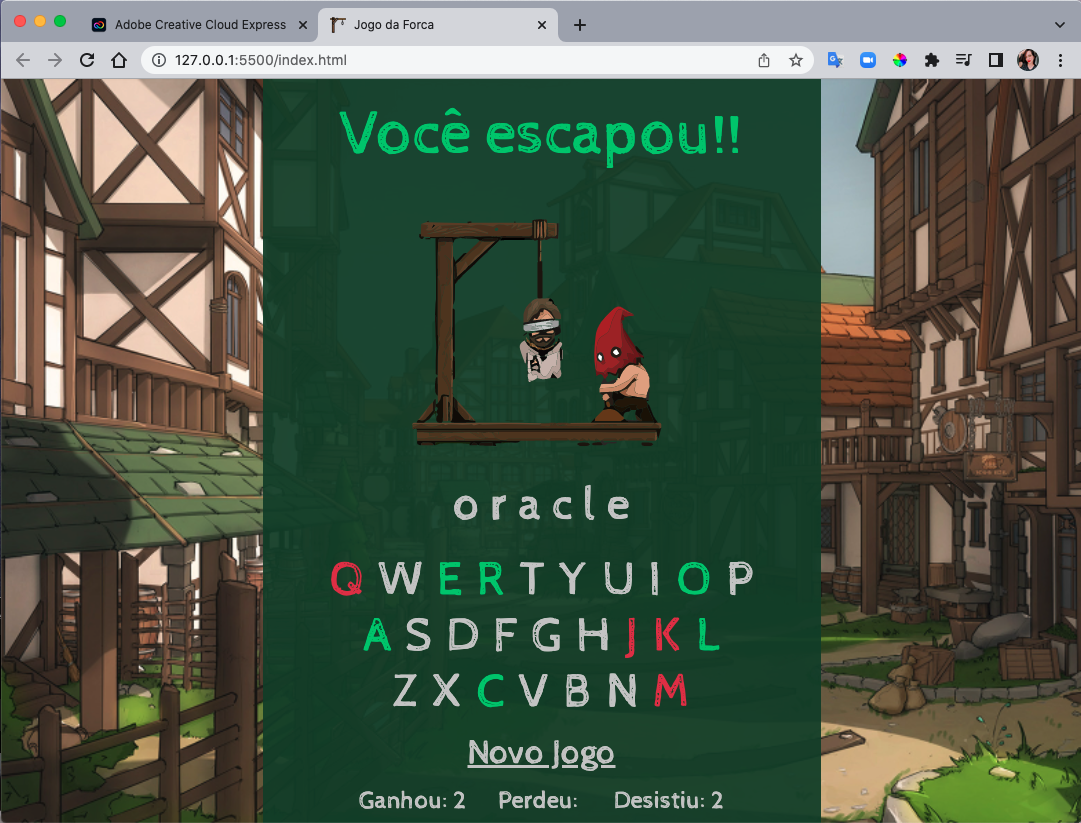 Adobe Creative Cloud Express
Jogo da Forca
127.0.0.1:5500/index.html
Você escapou!!
oracle
Q W E R T Y U I O P
A S D F G H J K L
Z X C V B N M
Novo Jogo
Ganhou: 2 Perdeu: Desistiu: 2